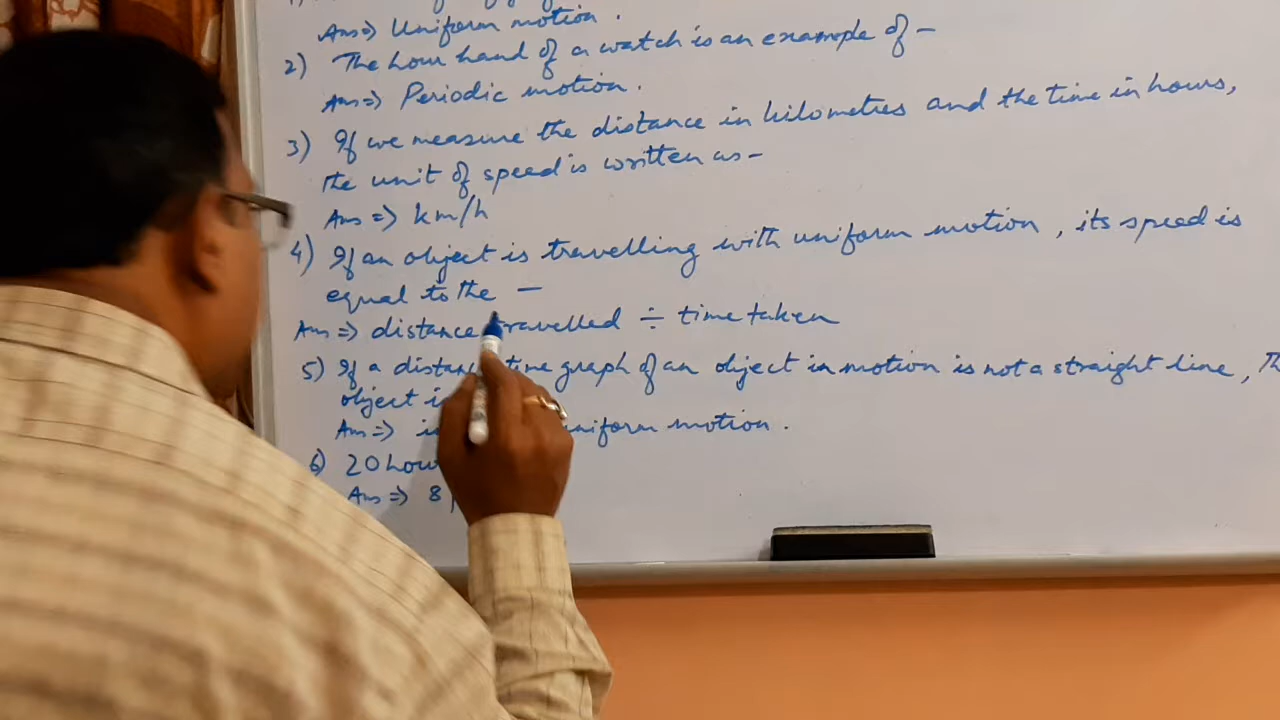 Ans⇒ Uniform motion.
2) The hour hand of a watch is an example of –
Ans⇒ Periodic motion.
3) If we measure the distance in kilometres and the time in hours,
the unit of speed is written as –
Ans ⇒ km/h
4) If an object is travelling with uniform motion, its speed is
equal to the –
Ans ⇒ distance travelled ÷ time taken
5) If a distance time graph of an object in motion is not a straight line, Th
object i
Ans ⇒ uniform motion.
6) 20 hou
Ans ⇒ 8